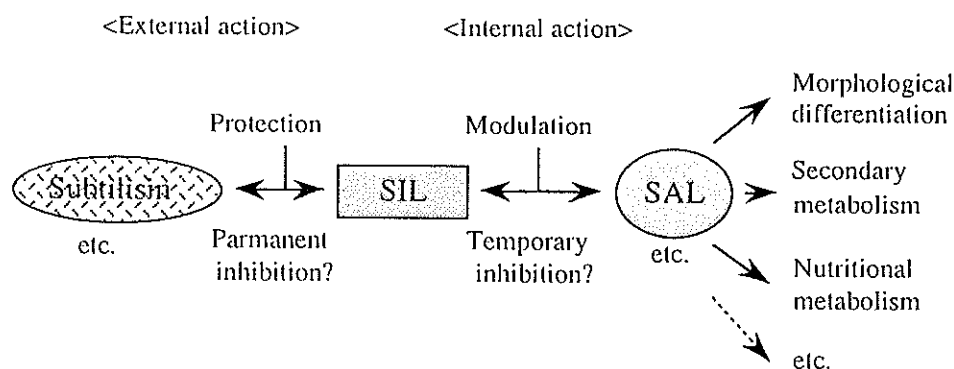 <External action>
<Internal action>
Protection
Modulation
Morphological
differentiation
Subtilism
SIL
SAL
Secondary
metabolism
etc.
Parmanent
inhibition?
Temporary
inhibition?
etc.
Nutritional
metabolism
etc.